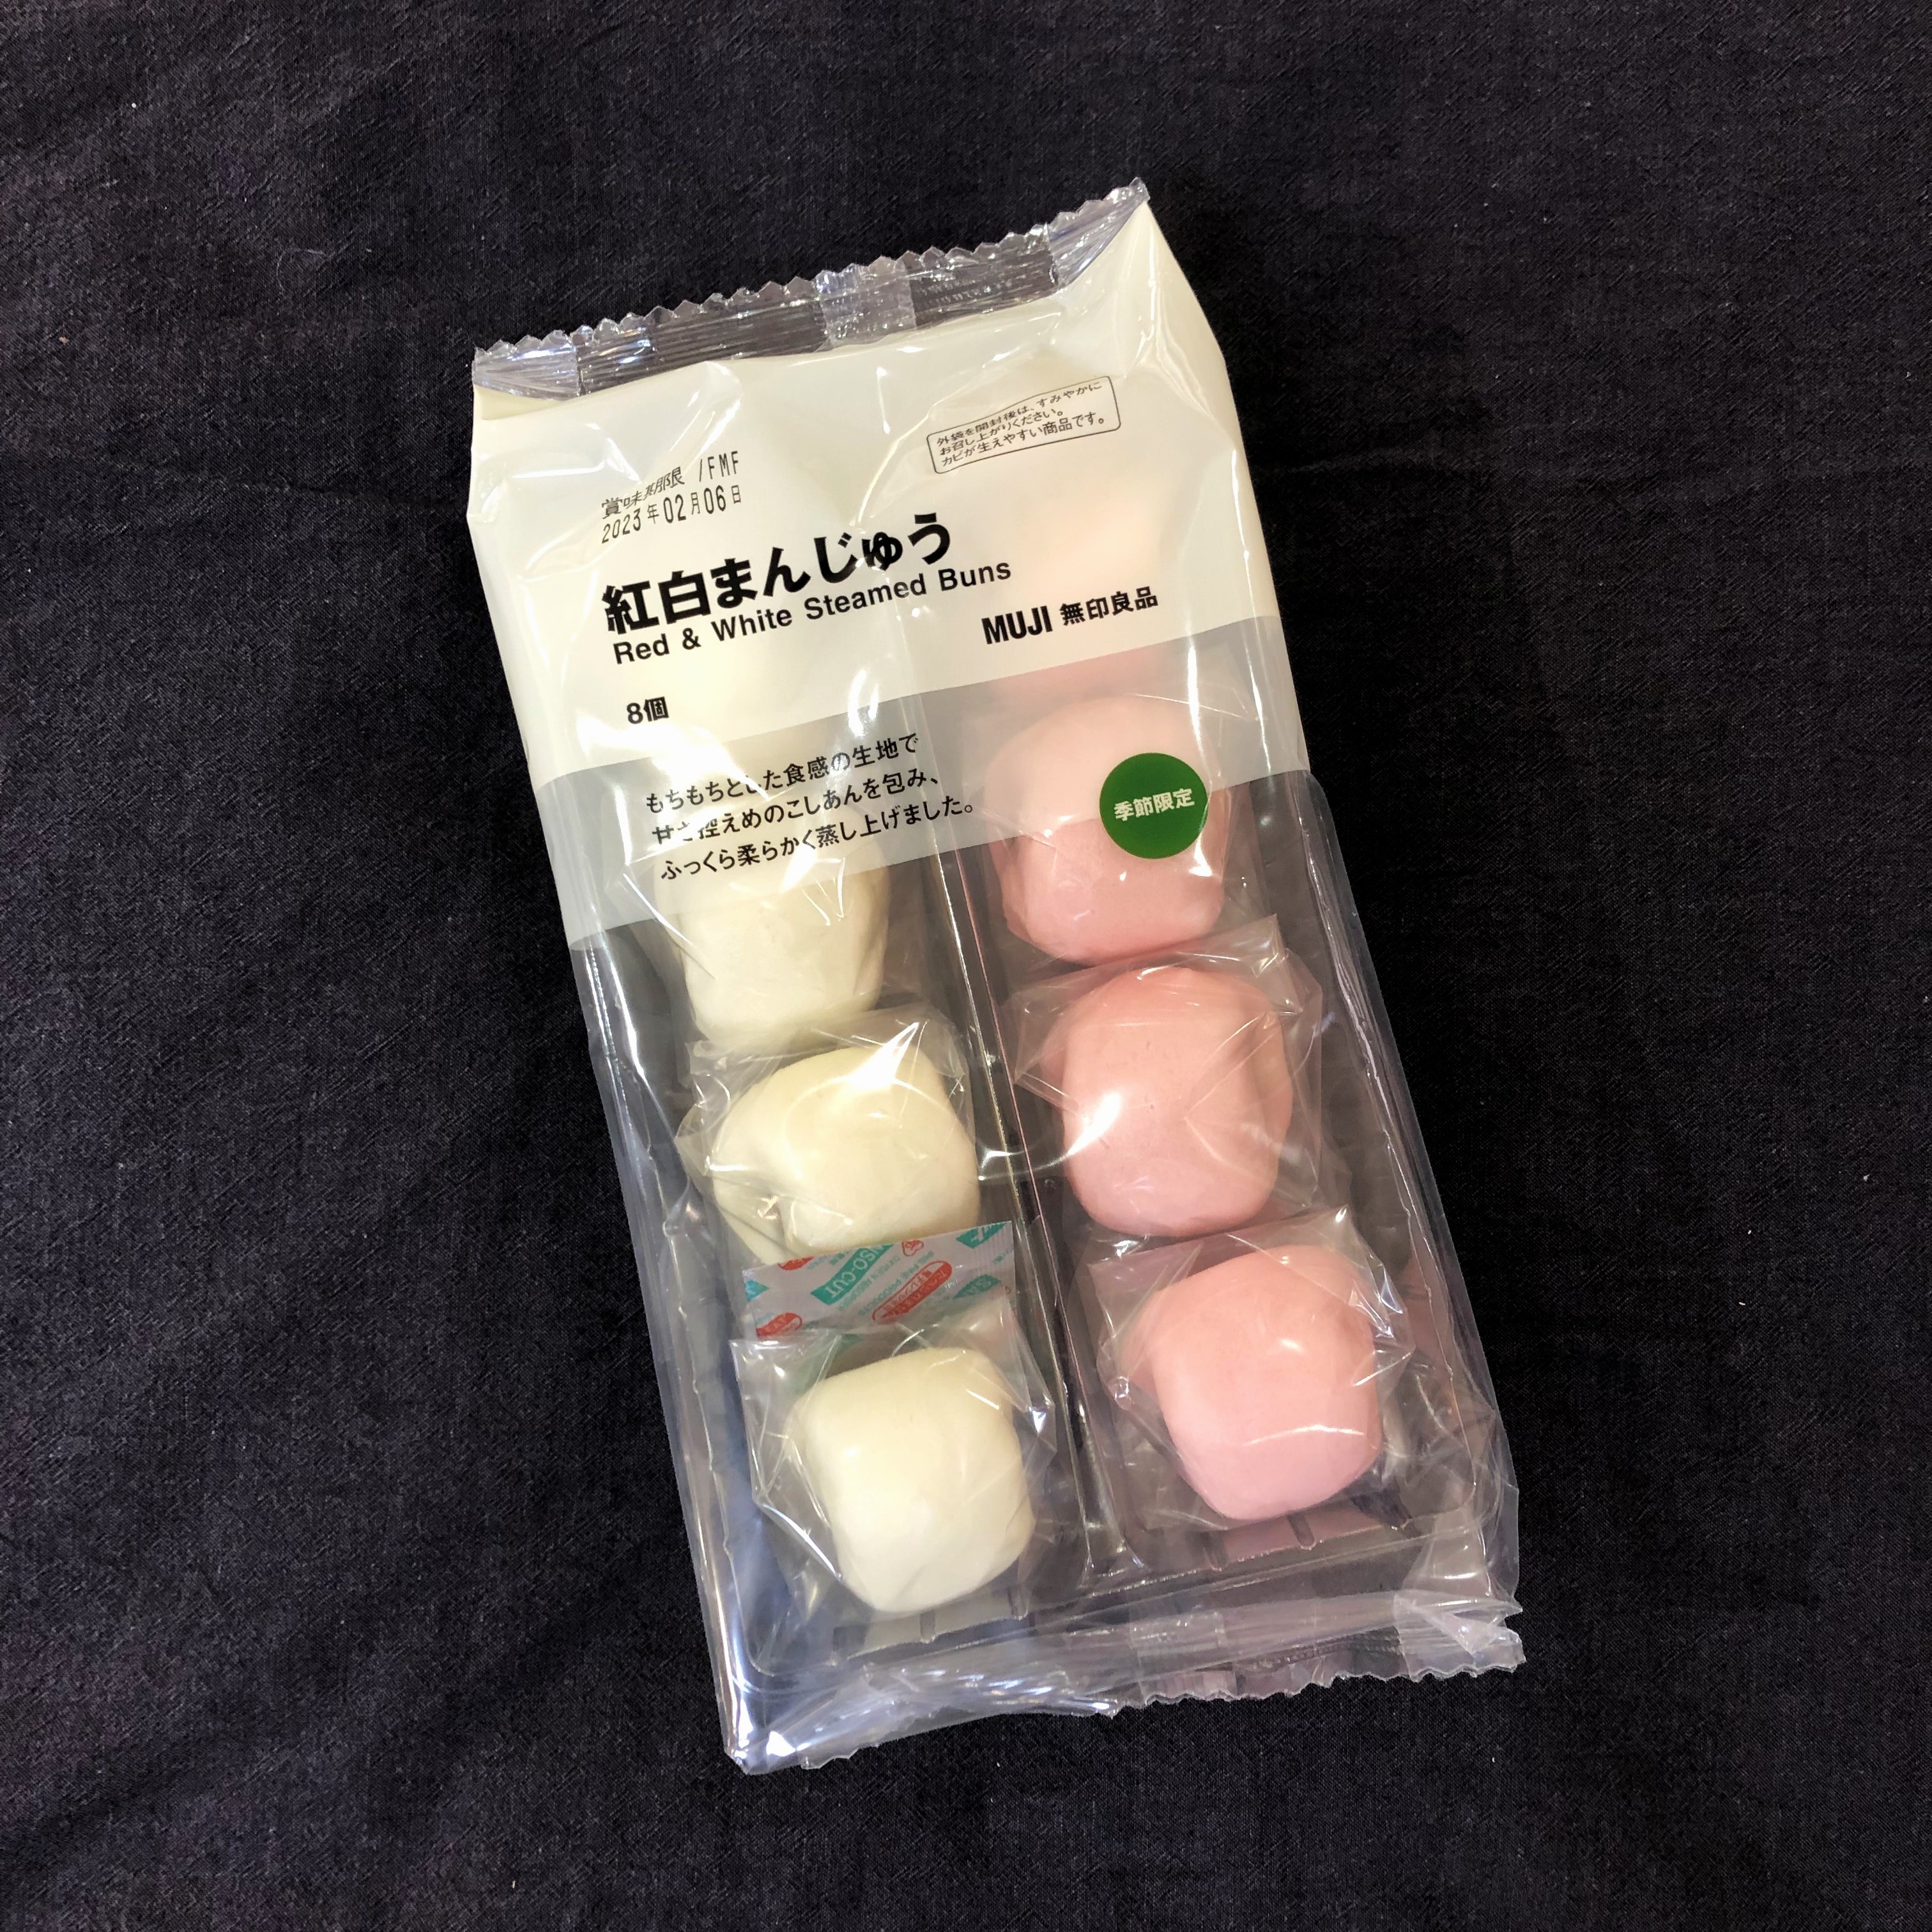 外袋を開封後は、すみやかに
お召し上がりください。
カビが生えやすい商品です。
賞味期限 /FMF
2023年02月06日
紅白まんじゅう
Red & White Steamed Buns
MUJI 無印良品
8個
もちもちとした食感の生地で
甘さ控えめのこしあんを包み、
ふっくら柔らかく蒸し上げました。
季節限定